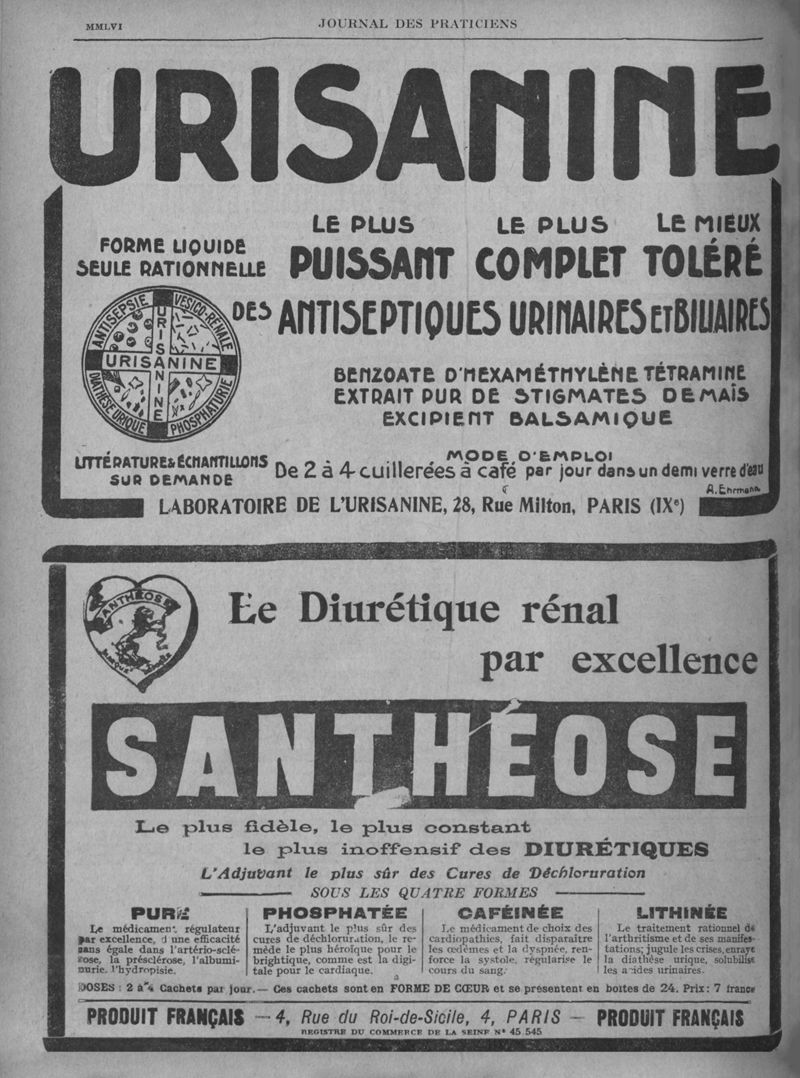 MMLVI
JOURNAL DES PRATICIENS
URISANINE
FORME LIQUIDE
SEULE RATIONNELLE
LE PLUS LE PLUS LE MIEUX
PUISSANT COMPLET TOLÉRÉ
DES ANTISEPTIQUES URINAIRES ET BILIAIRES
ANTISEPSIE VESICO-RÉNALE
URISANINE
URISANINE
DIATHÈSE URIQUE PHOSPHATURIE
BENZOATE D'HEXAMÉTHYLÈNE TÉTRAMINE
EXTRAIT PUR DE STIGMATES DE MAÏS
EXCIPIENT BALSAMIQUE
LITTÉRATURE & ÉCHANTILLONS
SUR DEMANDE
MODE D'EMPLOI
De 2 à 4 cuillerées à café par jour dans un demi verre d'eau
A. Ehrmann
LABORATOIRE DE L'URISANINE, 28, Rue Milton, PARIS (IXe)
SANTHÉOSE
Le Diurétique rénal
par excellence
SANTHÉOSE
Le plus fidèle, le plus constant
le plus inoffensif des DIURÉTIQUES
L'Adjuvant le plus sûr des Cures de Déchloruration
SOUS LES QUATRE FORMES
PURE
Le médicament régulateur
par excellence, d'une efficacité
sans égale dans l'artério-sclé-
rose, la présclérose, l'albumi-
nurie, l'hydropisie.
PHOSPHATÉE
L'adjuvant le plus sûr des
cures de déchloruration, le re-
mède le plus héroïque pour le
brightique, comme est la digi-
tale pour le cardiaque.
CAFÉINÉE
Le médicament de choix des
cardiopathies, fait disparaître
les œdèmes et la dyspnée, ren-
force la systole, régularise le
cours du sang.
LITHINÉE
Le traitement rationnel de
l'arthritisme et de ses manifes-
tations; jugule les crises, enraye
la diathèse urique, solubilise
les acides urinaires.
DOSES : 2 à 4 Cachets par jour. — Ces cachets sont en FORME DE CŒUR et se présentent en boites de 24. Prix: 7 francs
PRODUIT FRANÇAIS — 4, Rue du Roi-de-Sicile, 4, PARIS — PRODUIT FRANÇAIS
REGISTRE DU COMMERCE DE LA SEINE N° 45 545